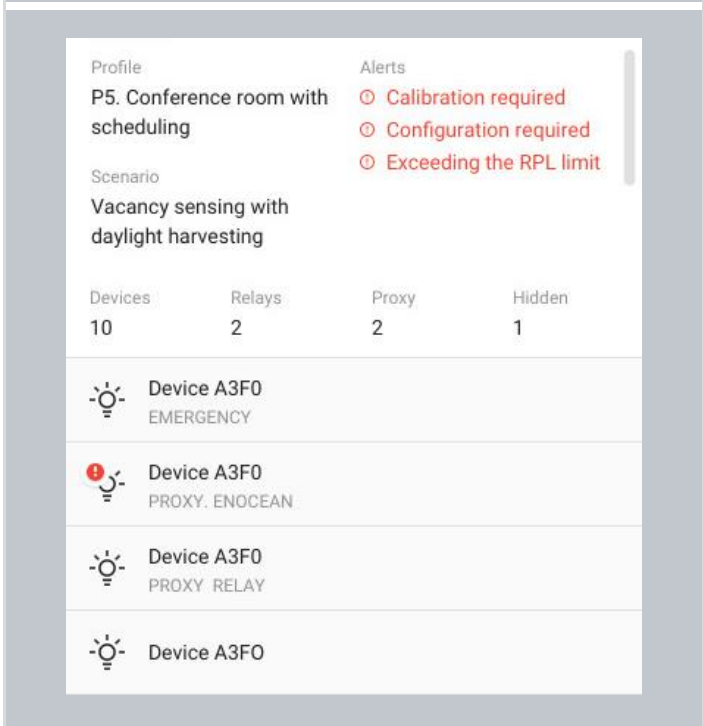 Profile
P5. Conference room with
scheduling
Scenario
Vacancy sensing with
daylight harvesting
Alerts
Calibration required
Configuration required
Exceeding the RPL limit
Devices
10
Relays
2
Proxy
2
Hidden
1
Device A3F0
EMERGENCY
Device A3F0
PROXY. ENOCEAN
Device A3F0
PROXY RELAY
Device A3FO